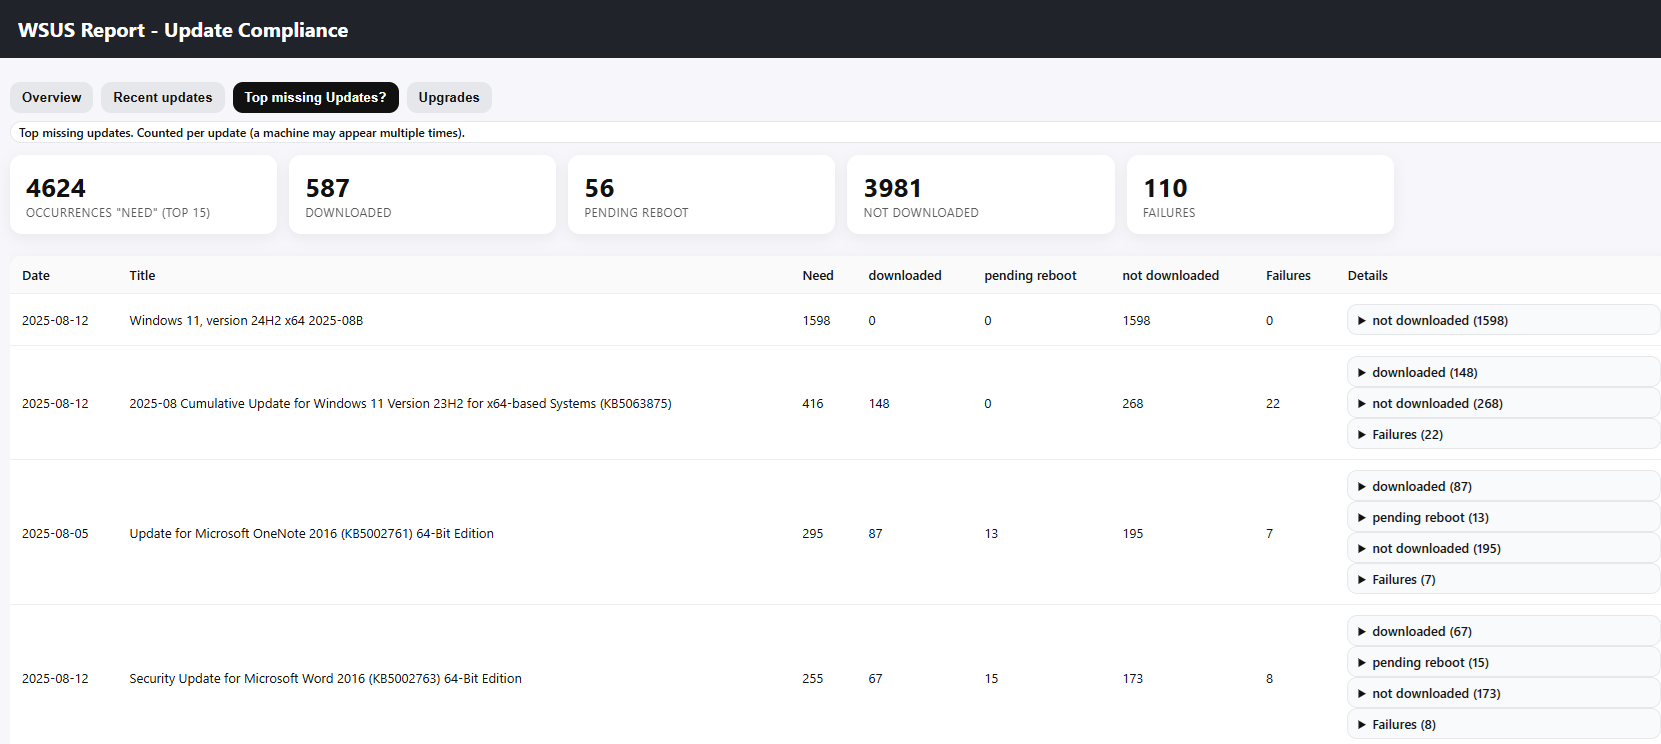 WSUS Report - Update Compliance
Overview Recent updates Top missing Updates? Upgrades
Top missing updates. Counted per update (a machine may appear multiple times).
4624 587 56 3981 110
OCCURRENCES "NEED" (TOP 15) DOWNLOADED PENDING REBOOT NOT DOWNLOADED FAILURES
Date Title Need downloaded pending reboot not downloaded Failures Details
2025-08-12 Windows 11, version 24H2 x64 2025-08B 1598 0 0 1598 0 ▶ not downloaded (1598)
▶ downloaded (148)
2025-08-12 2025-08 Cumulative Update for Windows 11 Version 23H2 for x64-based Systems (KB5063875) 416 148 0 268 22 ▶ not downloaded (268)
▶ Failures (22)
▶ downloaded (87)
▶ pending reboot (13)
2025-08-05 Update for Microsoft OneNote 2016 (KB5002761) 64-Bit Edition 295 87 13 195 7
▶ not downloaded (195)
▶ Failures (7)
▶ downloaded (67)
▶ pending reboot (15)
2025-08-12 Security Update for Microsoft Word 2016 (KB5002763) 64-Bit Edition 255 67 15 173 8
▶ not downloaded (173)
▶ Failures (8)